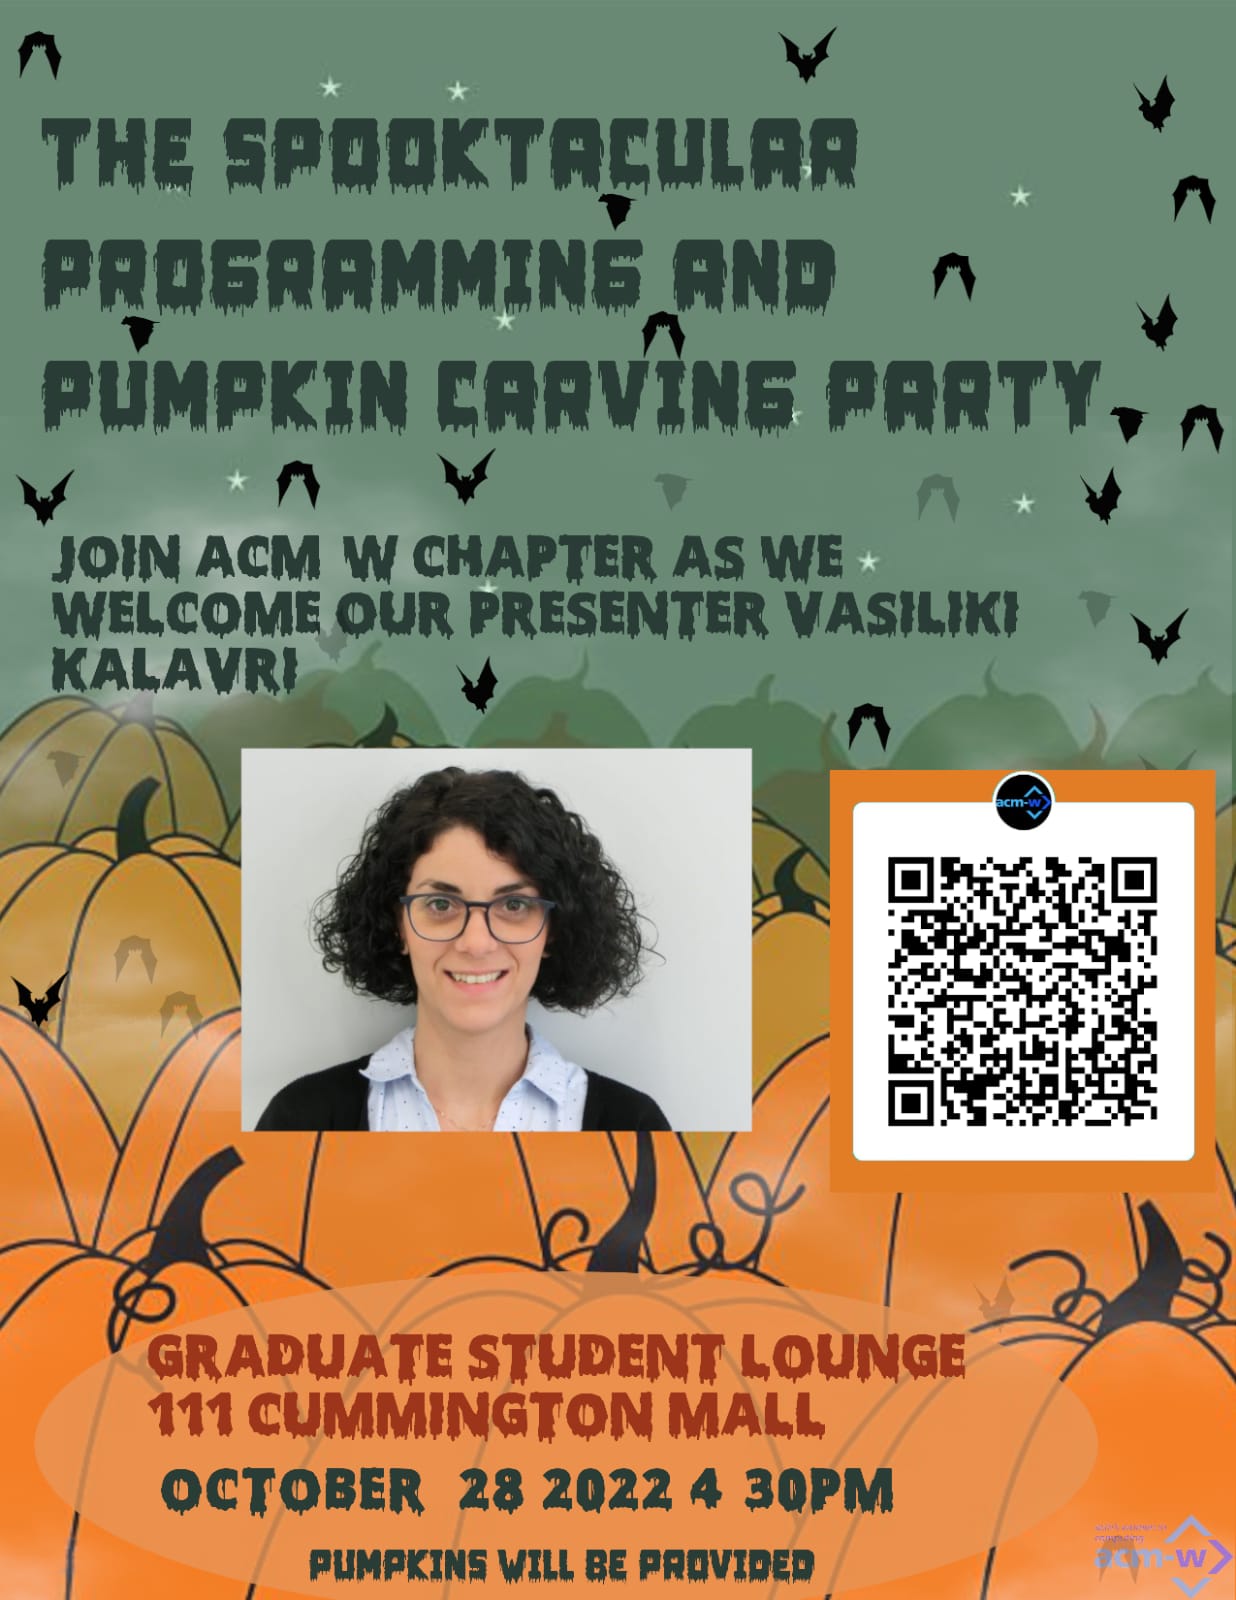 THE SPOOKTACULAR
PROGRAMMING AND
PUMPKIN CARVING PARTY
JOIN ACM W CHAPTER AS WE
WELCOME OUR PRESENTER VASILIKI
KALAVRI
acm-w
GRADUATE STUDENT LOUNGE
111 CUMMINGTON MALL
OCTOBER 28 2022 4 30PM
PUMPKINS WILL BE PROVIDED
computing
acm-w